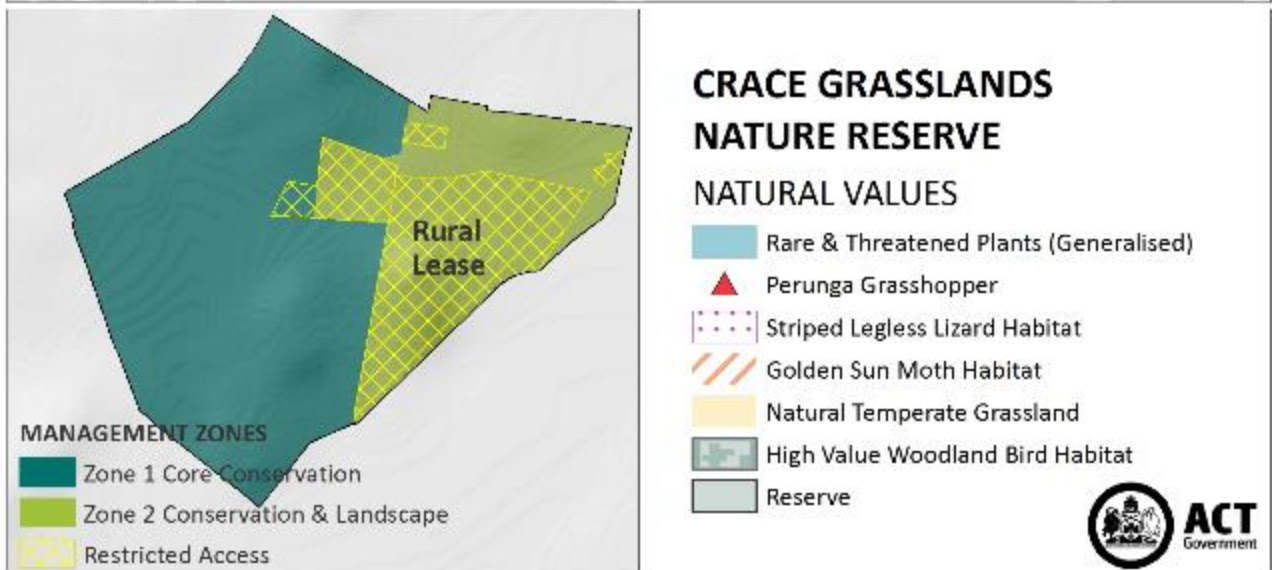 Rural
Lease
MANAGEMENT ZONES
Zone 1 Core Conservation
Zone 2 Conservation & Landscape
Restricted Access
CRACE GRASSLANDS
NATURE RESERVE
NATURAL VALUES
Rare & Threatened Plants (Generalised)
Perunga Grasshopper
Striped Legless Lizard Habitat
Golden Sun Moth Habitat
Natural Temperate Grassland
High Value Woodland Bird Habitat
Reserve
ACT
Government